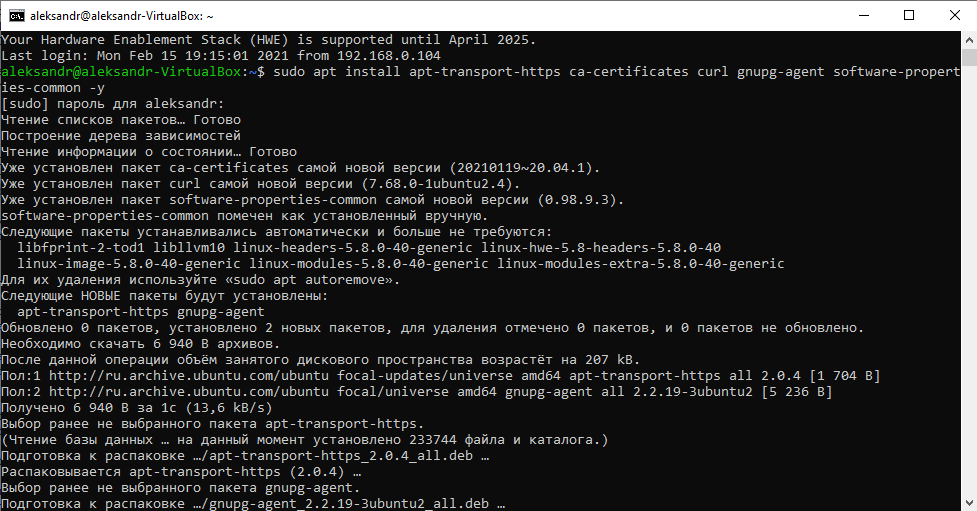 aleksandr@aleksandr-VirtualBox: ~
Your Hardware Enablement Stack (HWE) is supported until April 2025.
Last login: Mon Feb 15 19:15:01 2021 from 192.168.0.104
aleksandr@aleksandr-VirtualBox:~$ sudo apt install apt-transport-https ca-certificates curl gnupg-agent software-propert
ies-common -y
[sudo] пароль для aleksandr:
Чтение списков пакетов… Готово
Построение дерева зависимостей
Чтение информации о состоянии… Готово
Уже установлен пакет ca-certificates самой новой версии (20210119~20.04.1).
Уже установлен пакет curl самой новой версии (7.68.0-1ubuntu2.4).
Уже установлен пакет software-properties-common самой новой версии (0.98.9.3).
software-properties-common помечен как установленный вручную.
Следующие пакеты устанавливались автоматически и больше не требуются:
  libfprint-2-tod1 libllvm10 linux-headers-5.8.0-40-generic linux-hwe-5.8-headers-5.8.0-40
  linux-image-5.8.0-40-generic linux-modules-5.8.0-40-generic linux-modules-extra-5.8.0-40-generic
Для их удаления используйте «sudo apt autoremove».
Следующие НОВЫЕ пакеты будут установлены:
  apt-transport-https gnupg-agent
Обновлено 0 пакетов, установлено 2 новых пакетов, для удаления отмечено 0 пакетов, и 0 пакетов не обновлено.
Необходимо скачать 6 940 B архивов.
После данной операции объём занятого дискового пространства возрастёт на 207 kB.
Пол:1 http://ru.archive.ubuntu.com/ubuntu focal-updates/universe amd64 apt-transport-https all 2.0.4 [1 704 B]
Пол:2 http://ru.archive.ubuntu.com/ubuntu focal/universe amd64 gnupg-agent all 2.2.19-3ubuntu2 [5 236 B]
Получено 6 940 B за 1с (13,6 kB/s)
Выбор ранее не выбранного пакета apt-transport-https.
(Чтение базы данных … на данный момент установлено 233744 файла и каталога.)
Подготовка к распаковке …/apt-transport-https_2.0.4_all.deb …
Распаковывается apt-transport-https (2.0.4) …
Выбор ранее не выбранного пакета gnupg-agent.
Подготовка к распаковке …/gnupg-agent_2.2.19-3ubuntu2_all.deb …